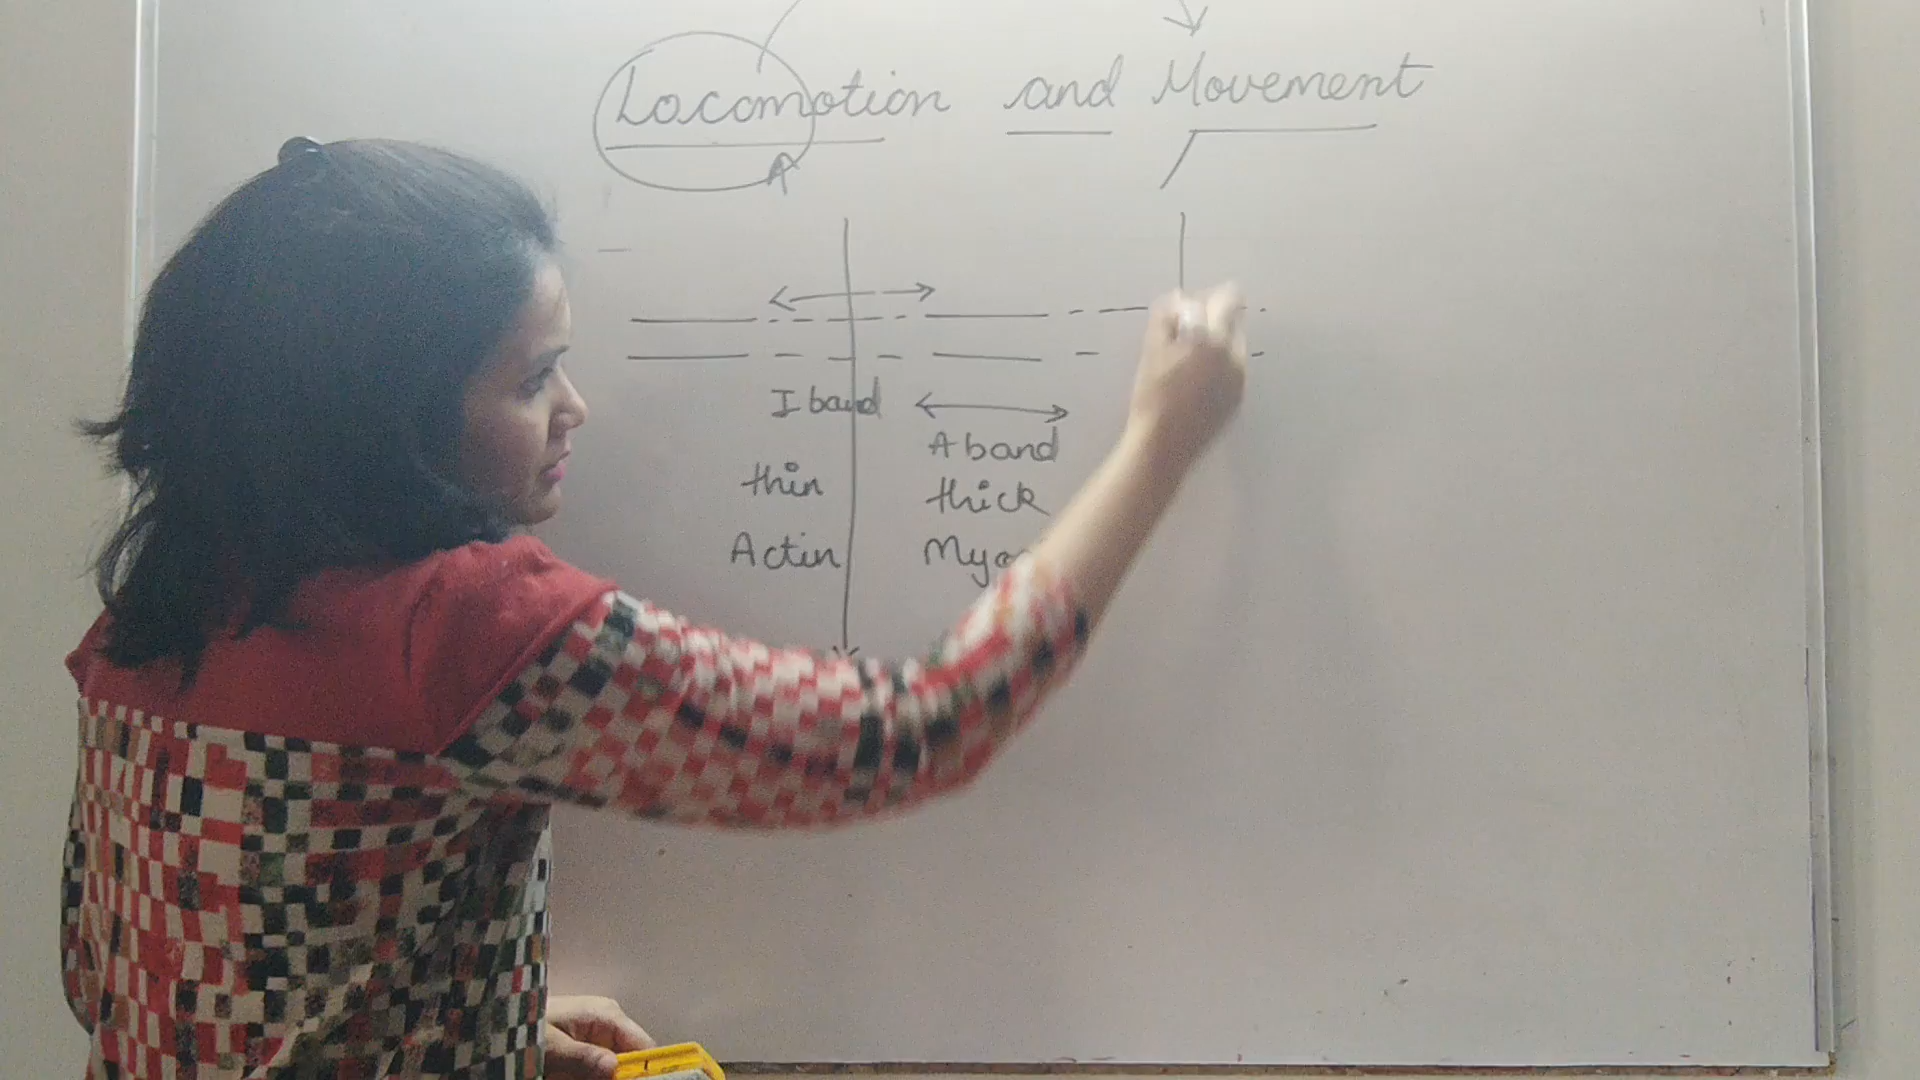 Locomotion and Movement
I band
A band
thin
thick
Actin